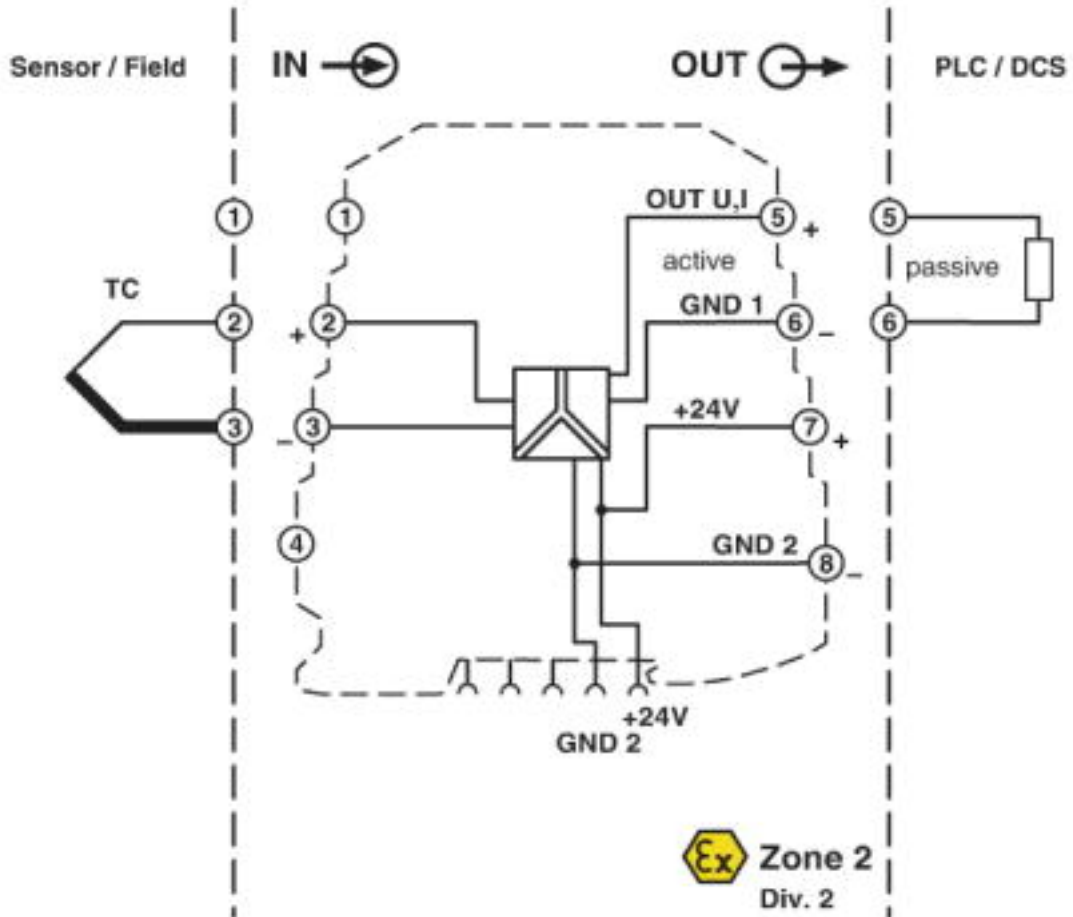 Sensor / Field
IN
OUT
PLC / DCS
1
1
OUT U,I
5
+
5
active
passive
TC
GND 1
2
+
2
6
-
6
+24V
3
-
3
7
+
4
GND 2
8
-
+24V
GND 2
Ex
Zone 2
Div. 2